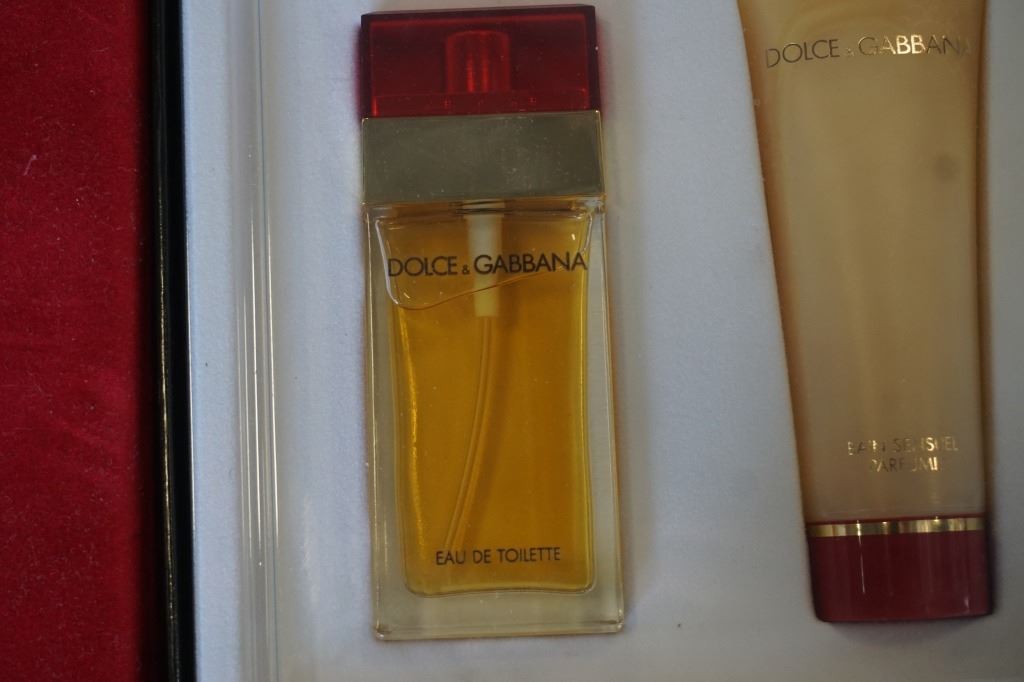 DOLCE & GABBANA
EAU DE TOILETTE
DOLCE & GABBANA
BAIN SENSUEL
PARFUMÉ